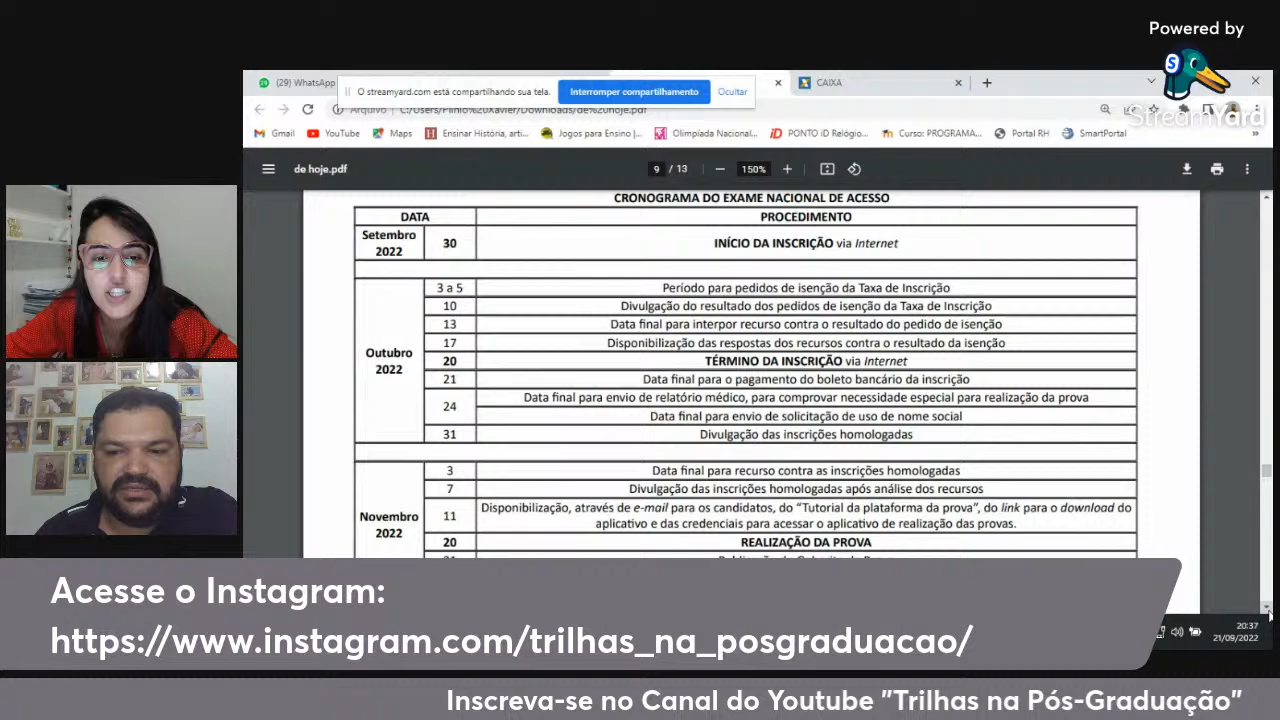 Powered by
StreamYard
(29) WhatsApp
O streamyard.com está compartilhando sua tela.
Interromper compartilhamento
Ocultar
CAIXA
Arquivo
C:/Users/Plinio Xavier/Downloads/de%20hoje.pdf
Gmail
YouTube
Maps
Ensinar História, arti...
Jogos para Ensino |...
Olimpíada Nacional...
PONTO iD Relógio...
Curso: PROGRAMA...
Portal RH
SmartPortal
de hoje.pdf
9 / 13
150%
CRONOGRAMA DO EXAME NACIONAL DE ACESSO
DATA PROCEDIMENTO
Setembro
2022
30 INÍCIO DA INSCRIÇÃO via Internet
Outubro
2022
3 a 5 Período para pedidos de isenção da Taxa de Inscrição
10 Divulgação do resultado dos pedidos de isenção da Taxa de Inscrição
13 Data final para interpor recurso contra o resultado do pedido de isenção
17 Disponibilização das respostas dos recursos contra o resultado da isenção
20 TÉRMINO DA INSCRIÇÃO via Internet
21 Data final para o pagamento do boleto bancário da inscrição
24 Data final para envio de relatório médico, para comprovar necessidade especial para realização da prova
Data final para envio de solicitação de uso de nome social
31 Divulgação das inscrições homologadas
Novembro
2022
3 Data final para recurso contra as inscrições homologadas
7 Divulgação das inscrições homologadas após análise dos recursos
11 Disponibilização, através de e-mail para os candidatos, do “Tutorial da plataforma da prova”, do link para o download do
aplicativo e das credenciais para acessar o aplicativo de realização das provas.
20 REALIZAÇÃO DA PROVA
20:37
21/09/2022
Acesse o Instagram:
https://www.instagram.com/trilhas_na_posgraduacao/
Inscreva-se no Canal do Youtube "Trilhas na Pós-Graduação"